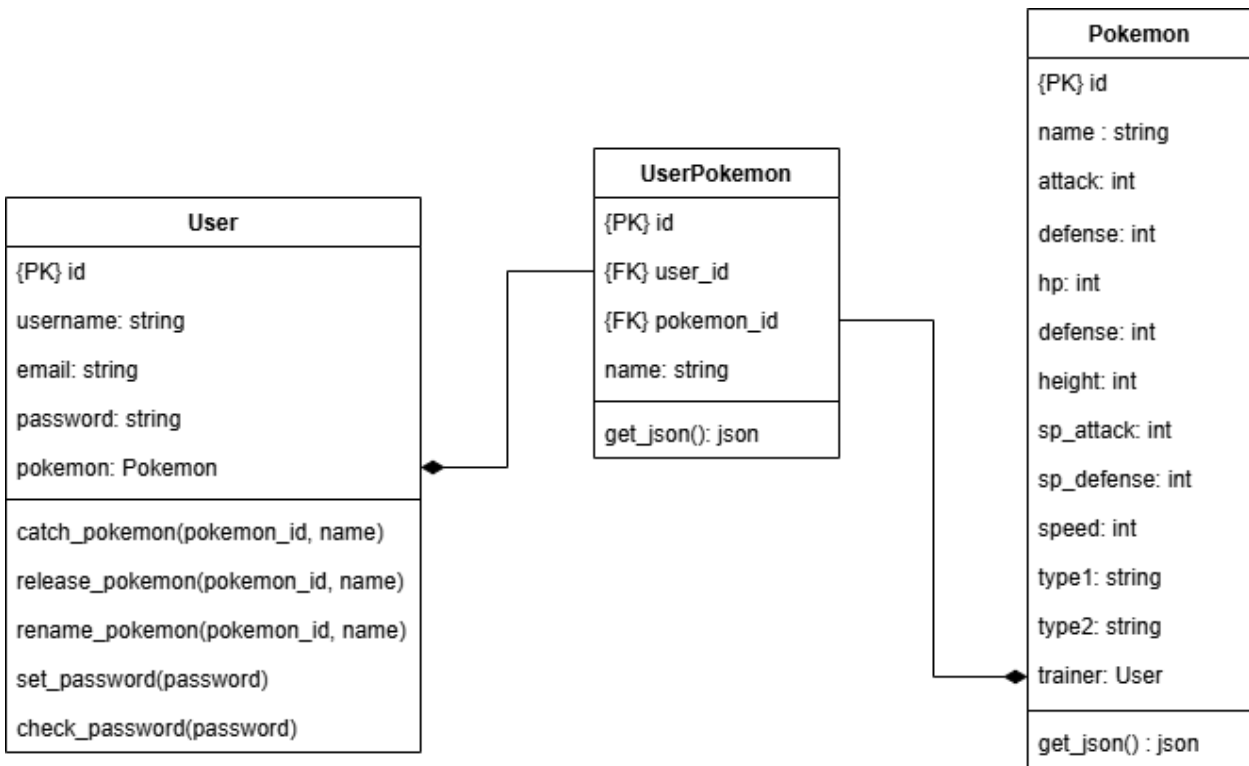 User
{PK} id
username: string
email: string
password: string
pokemon: Pokemon
catch_pokemon(pokemon_id, name)
release_pokemon(pokemon_id, name)
rename_pokemon(pokemon_id, name)
set_password(password)
check_password(password)
UserPokemon
{PK} id
{FK} user_id
{FK} pokemon_id
name: string
get_json(): json
Pokemon
{PK} id
name : string
attack: int
defense: int
hp: int
defense: int
height: int
sp_attack: int
sp_defense: int
speed: int
type1: string
type2: string
trainer: User
get_json() : json